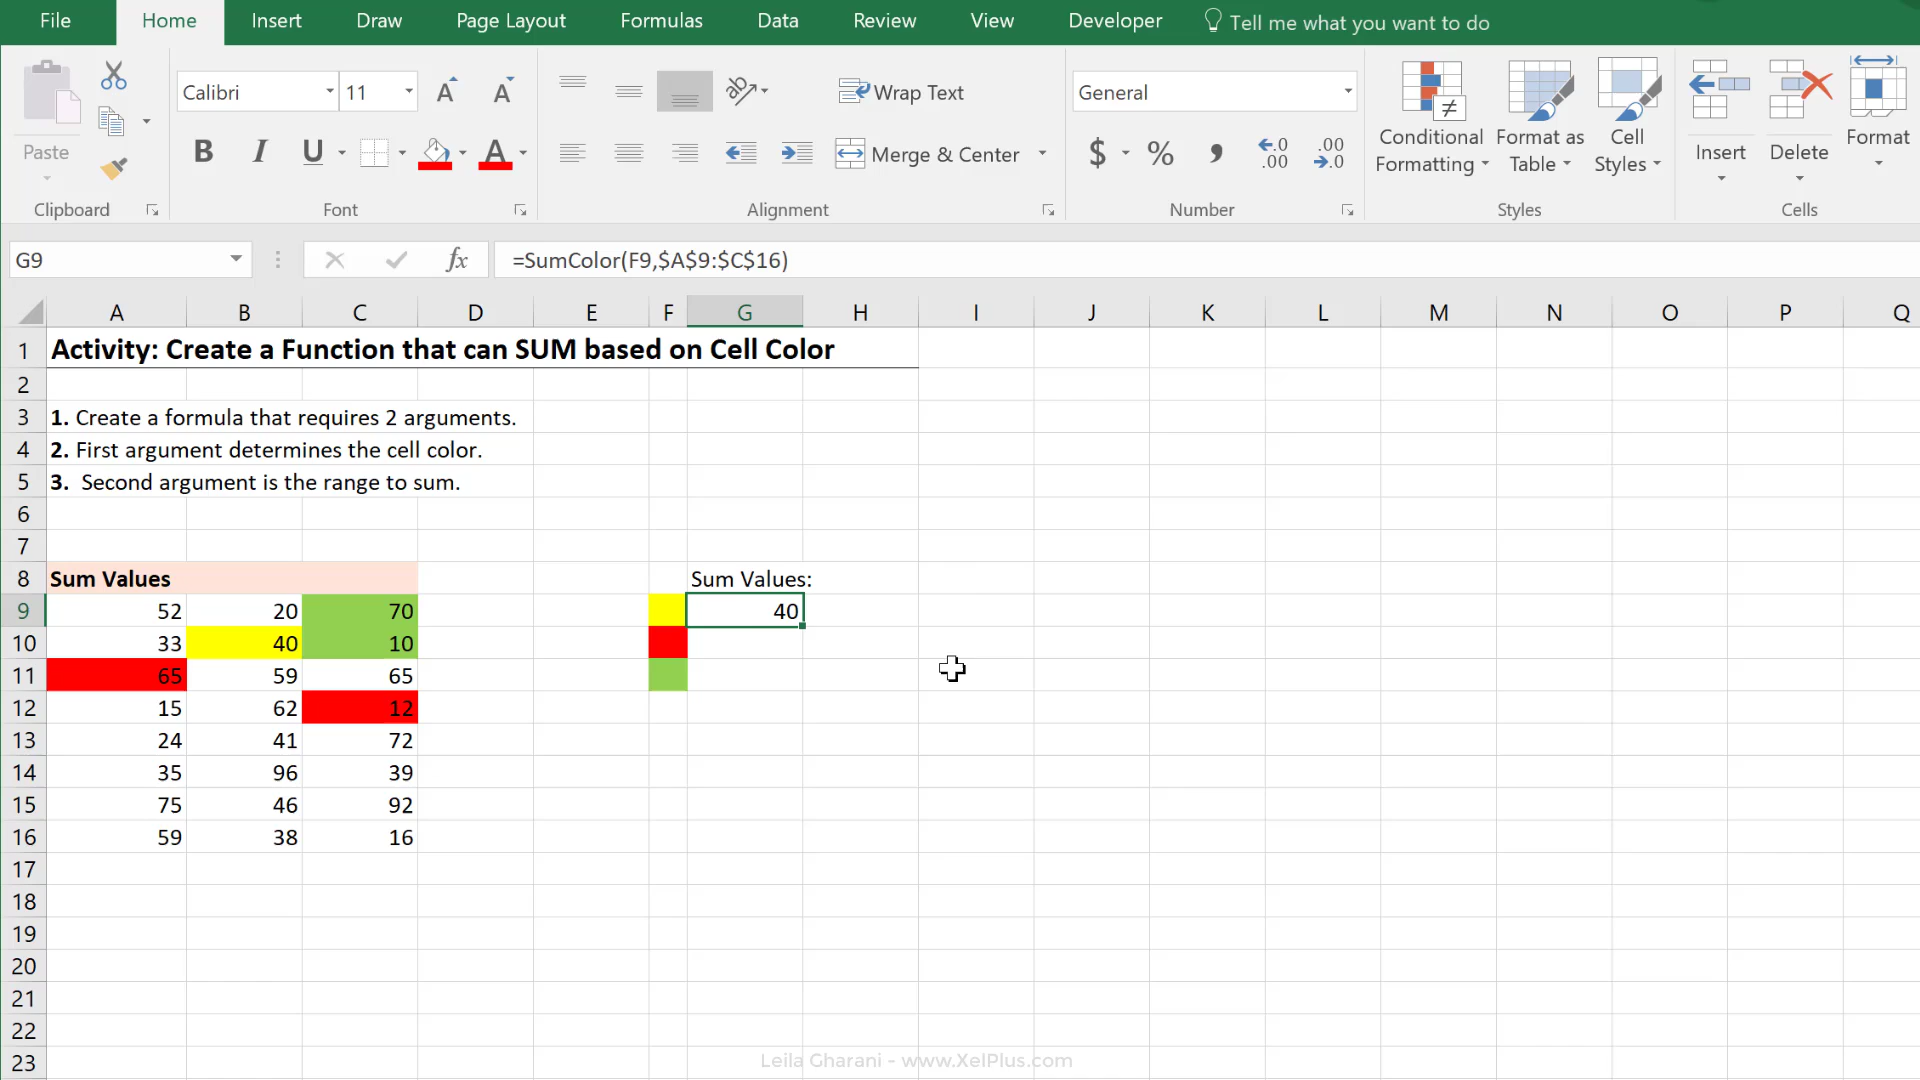 File Home Insert Draw Page Layout Formulas Data Review View Developer Tell me what you want to do
Calibri 11 Wrap Text General
Paste B I U A Merge & Center $ % Conditional Formatting Format as Table Cell Styles Insert Delete Format
Clipboard Font Alignment Number Styles Cells
G9 fx =SumColor(F9,$A$9:$C$16)
A B C D E F G H I J K L M N O P Q
1 Activity: Create a Function that can SUM based on Cell Color
2
3 1. Create a formula that requires 2 arguments.
4 2. First argument determines the cell color.
5 3. Second argument is the range to sum.
6
7
8 Sum Values Sum Values:
9 52 20 70 40
10 33 40 10
11 65 59 65
12 15 62 12
13 24 41 72
14 35 96 39
15 75 46 92
16 59 38 16
17
18
19
20
21
22
23
Leila Gharani - www.XelPlus.com